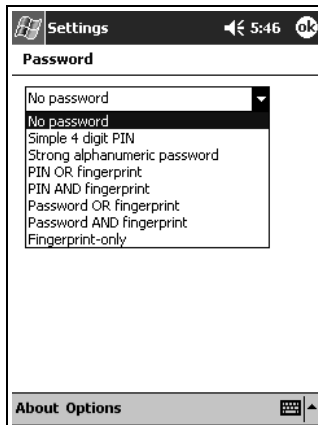 Settings 5:46 ok
Password
No password
No password
Simple 4 digit PIN
Strong alphanumeric password
PIN OR fingerprint
PIN AND fingerprint
Password OR fingerprint
Password AND fingerprint
Fingerprint-only
About Options